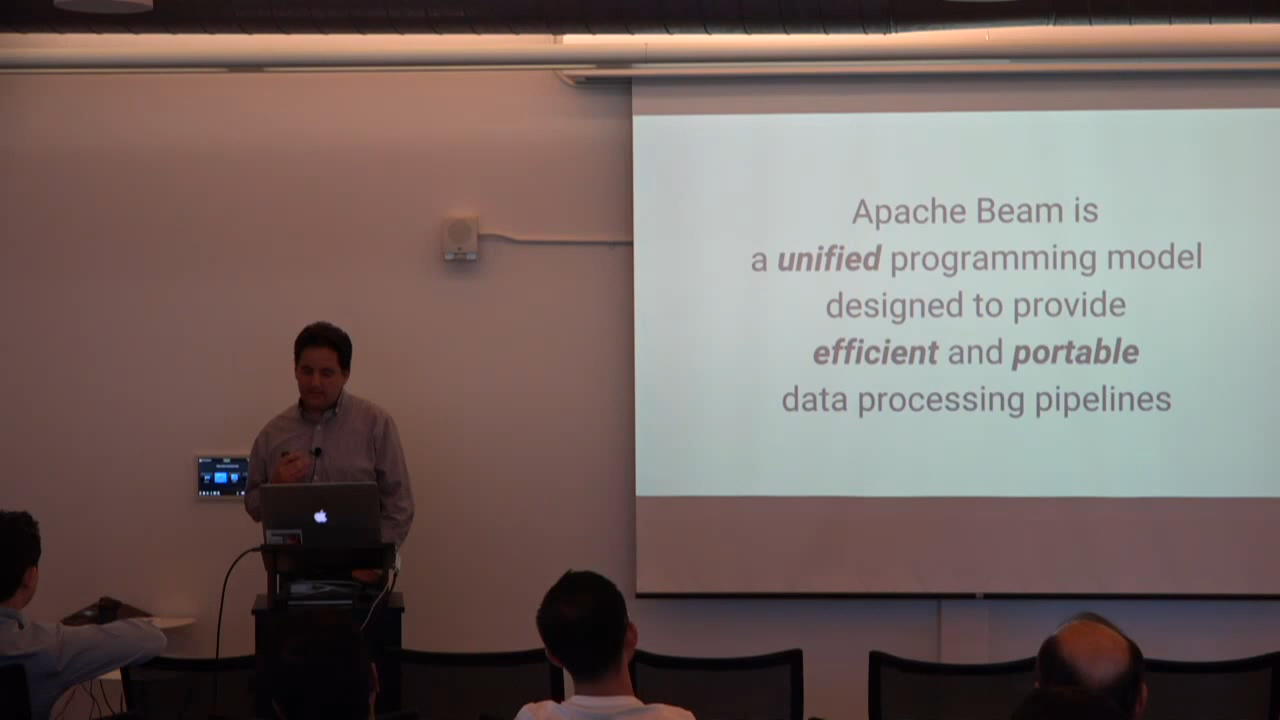 Apache Beam is
a unified programming model
designed to provide
efficient and portable
data processing pipelines